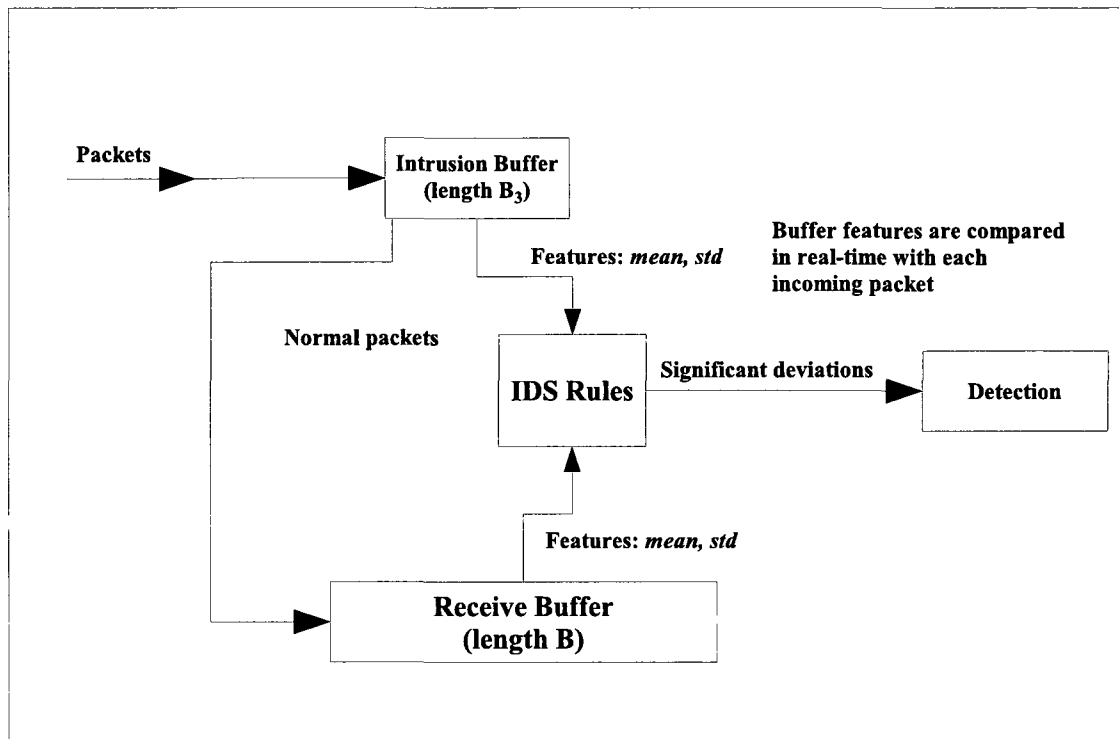 Packets
Intrusion Buffer
(length B₃)
Features: mean, std
Buffer features are compared
in real-time with each
incoming packet
Normal packets
IDS Rules
Significant deviations
Detection
Features: mean, std
Receive Buffer
(length B)